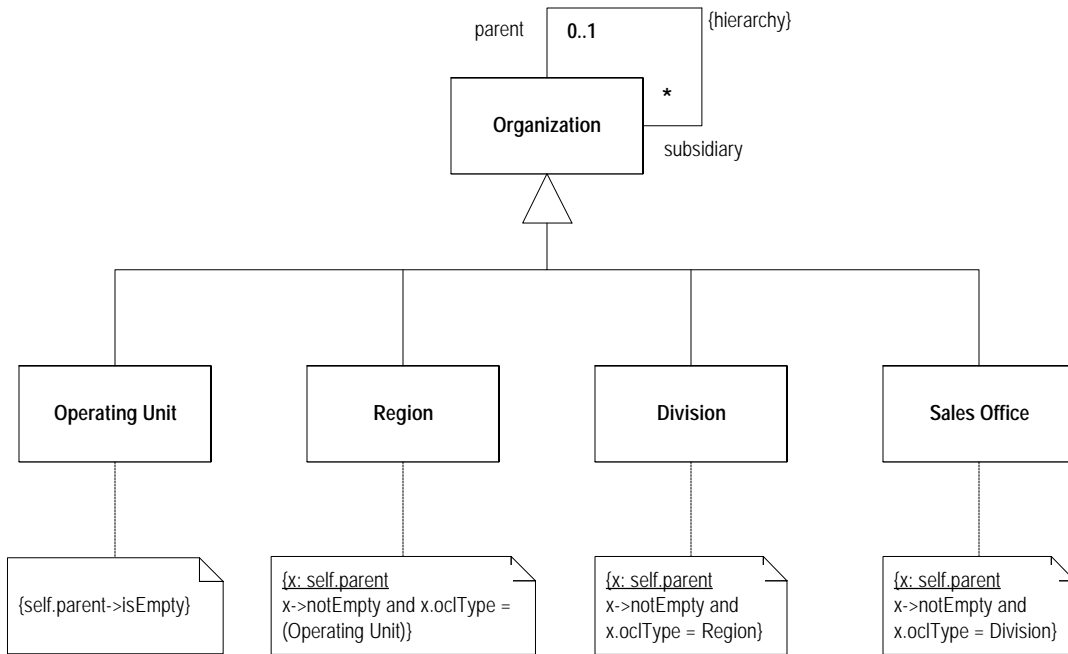 parent
0..1
{hierarchy}
*
Organization
subsidiary
Operating Unit
Region
Division
Sales Office
{self.parent->isEmpty}
{x: self.parent
x->notEmpty and x.oclType =
(Operating Unit)}
{x: self.parent
x->notEmpty and
x.oclType = Region}
{x: self.parent
x->notEmpty and
x.oclType = Division}